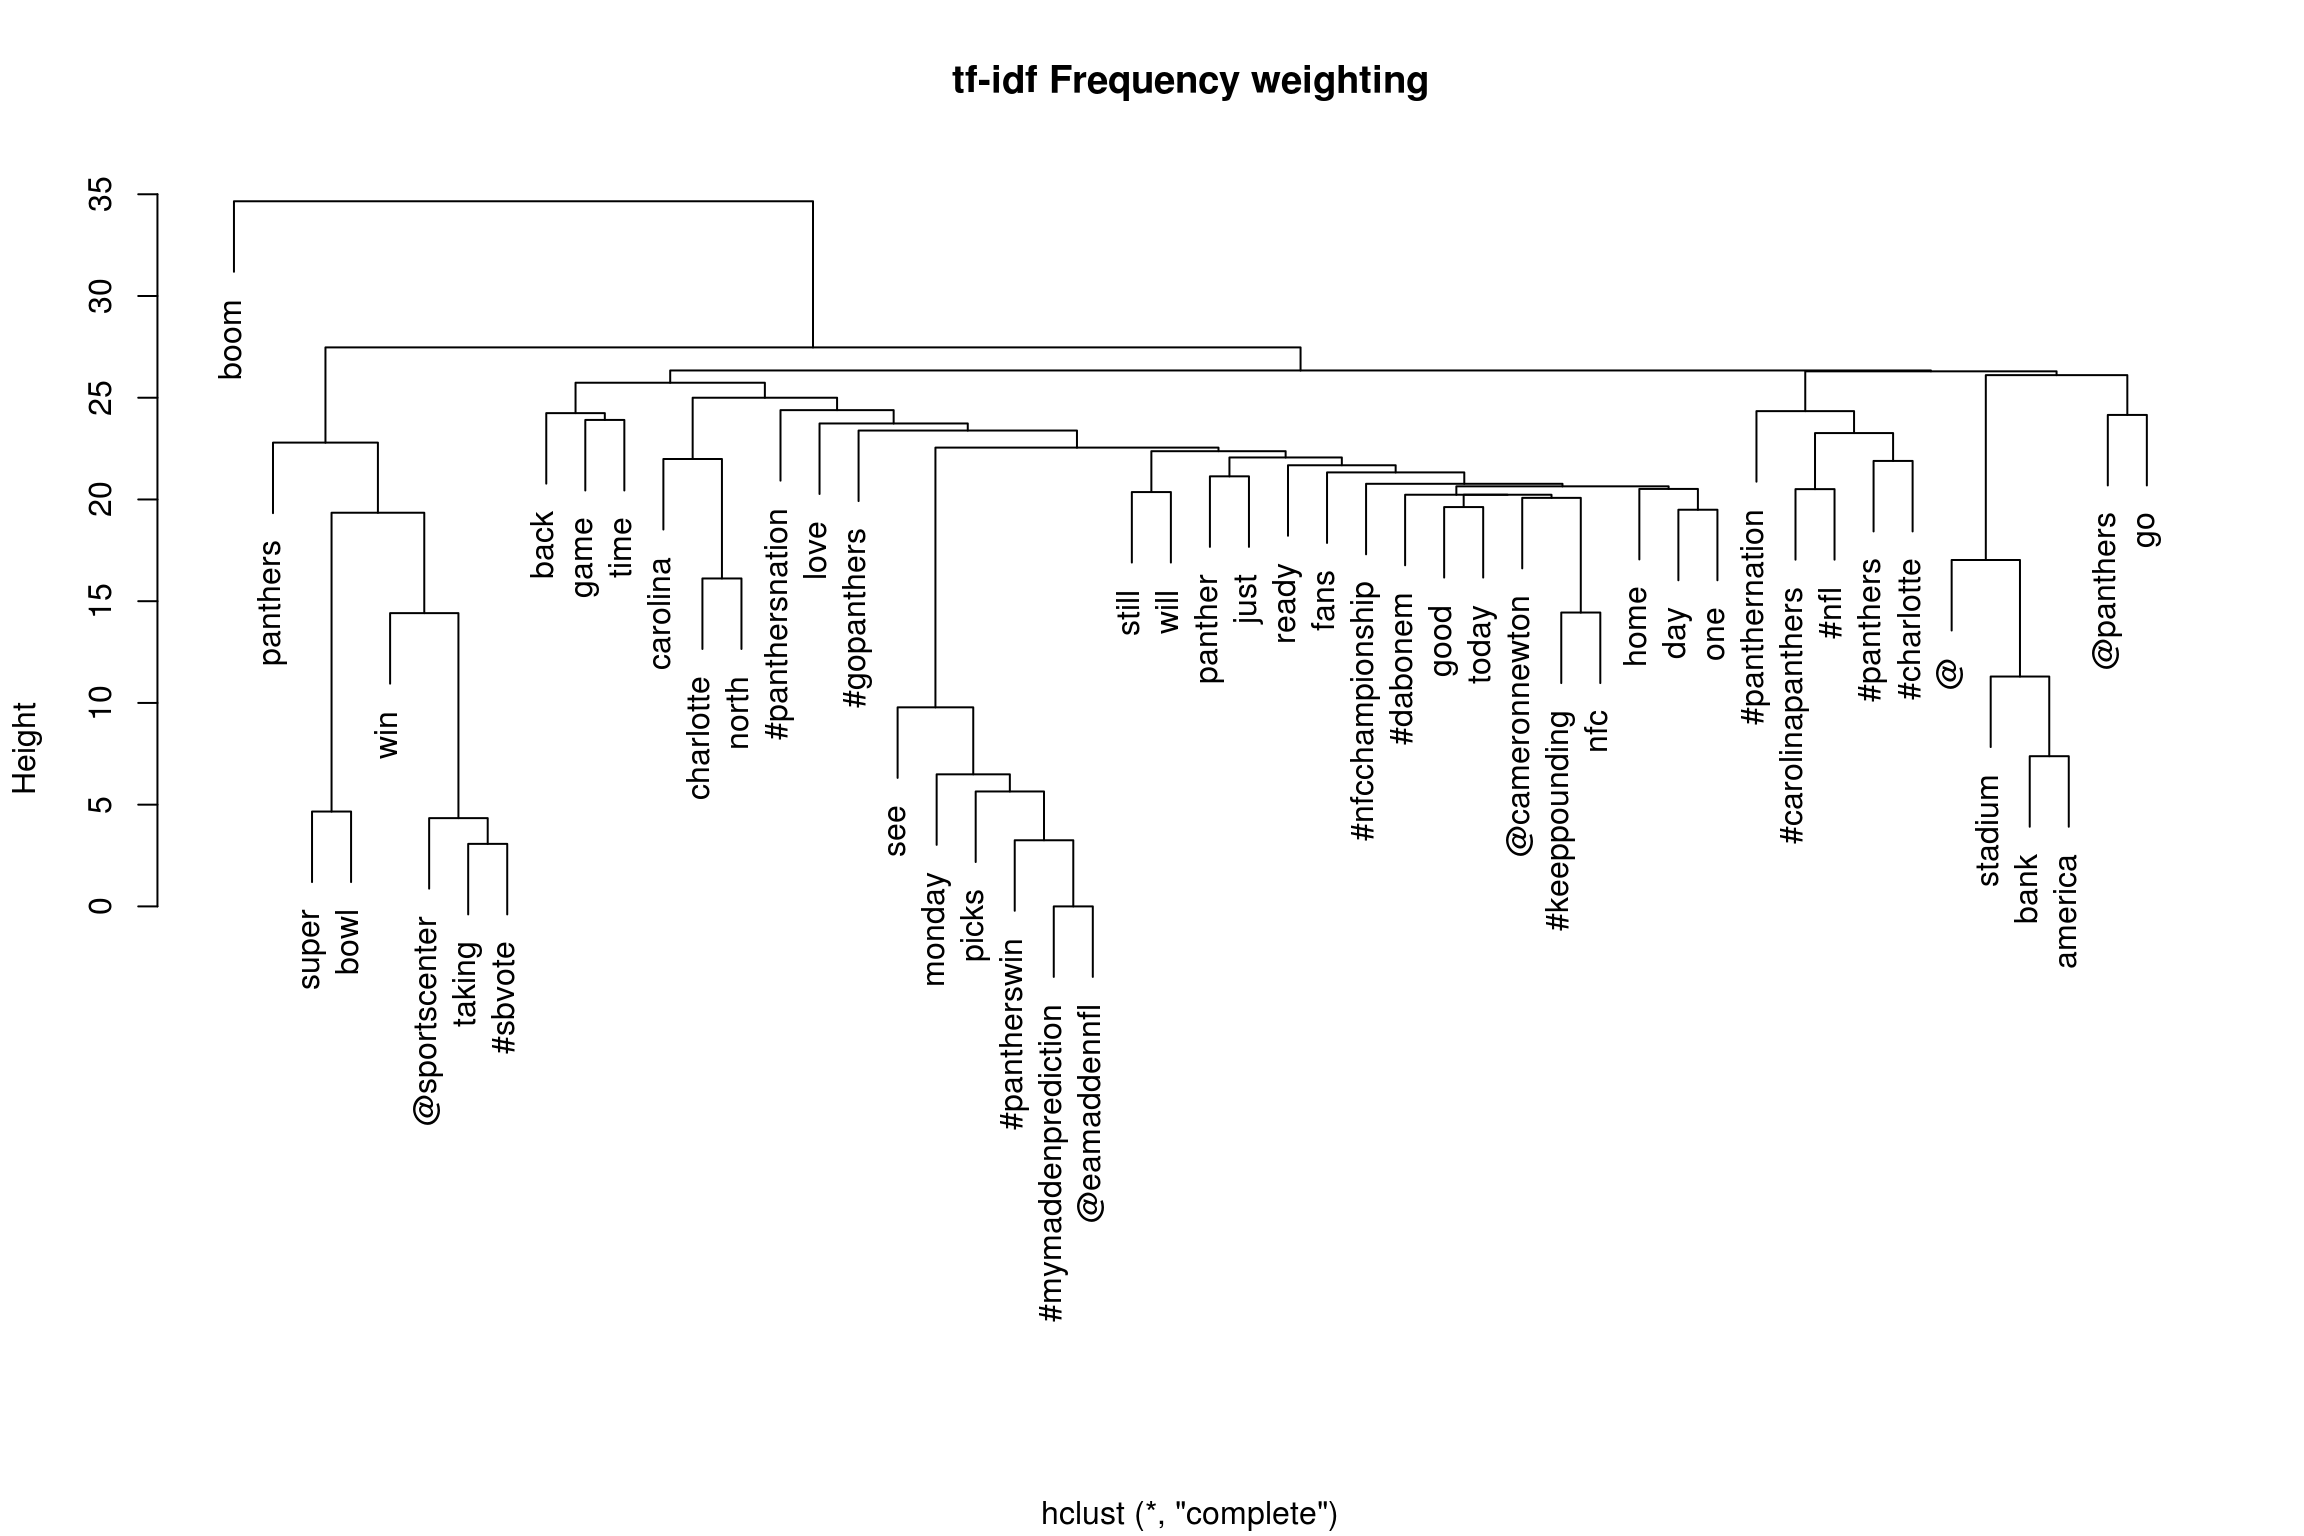 tf-idf Frequency weighting
Height
35
30
25
20
15
10
5
0
boom
panthers
super
bowl
win
@sportscenter
taking
#sbvote
back
game
time
carolina
charlotte
north
#panthersnation
love
#gopanthers
see
monday
picks
#pantherswin
#mymaddenprediction
@eamaddennfl
still
will
panther
just
ready
fans
#nfcchampionship
#dabonem
good
today
@cameronnewton
#keeppounding
nfc
home
day
one
#panthernation
#carolinapanthers
#nfl
#panthers
#charlotte
@
stadium
bank
america
@panthers
go
hclust (*, "complete")